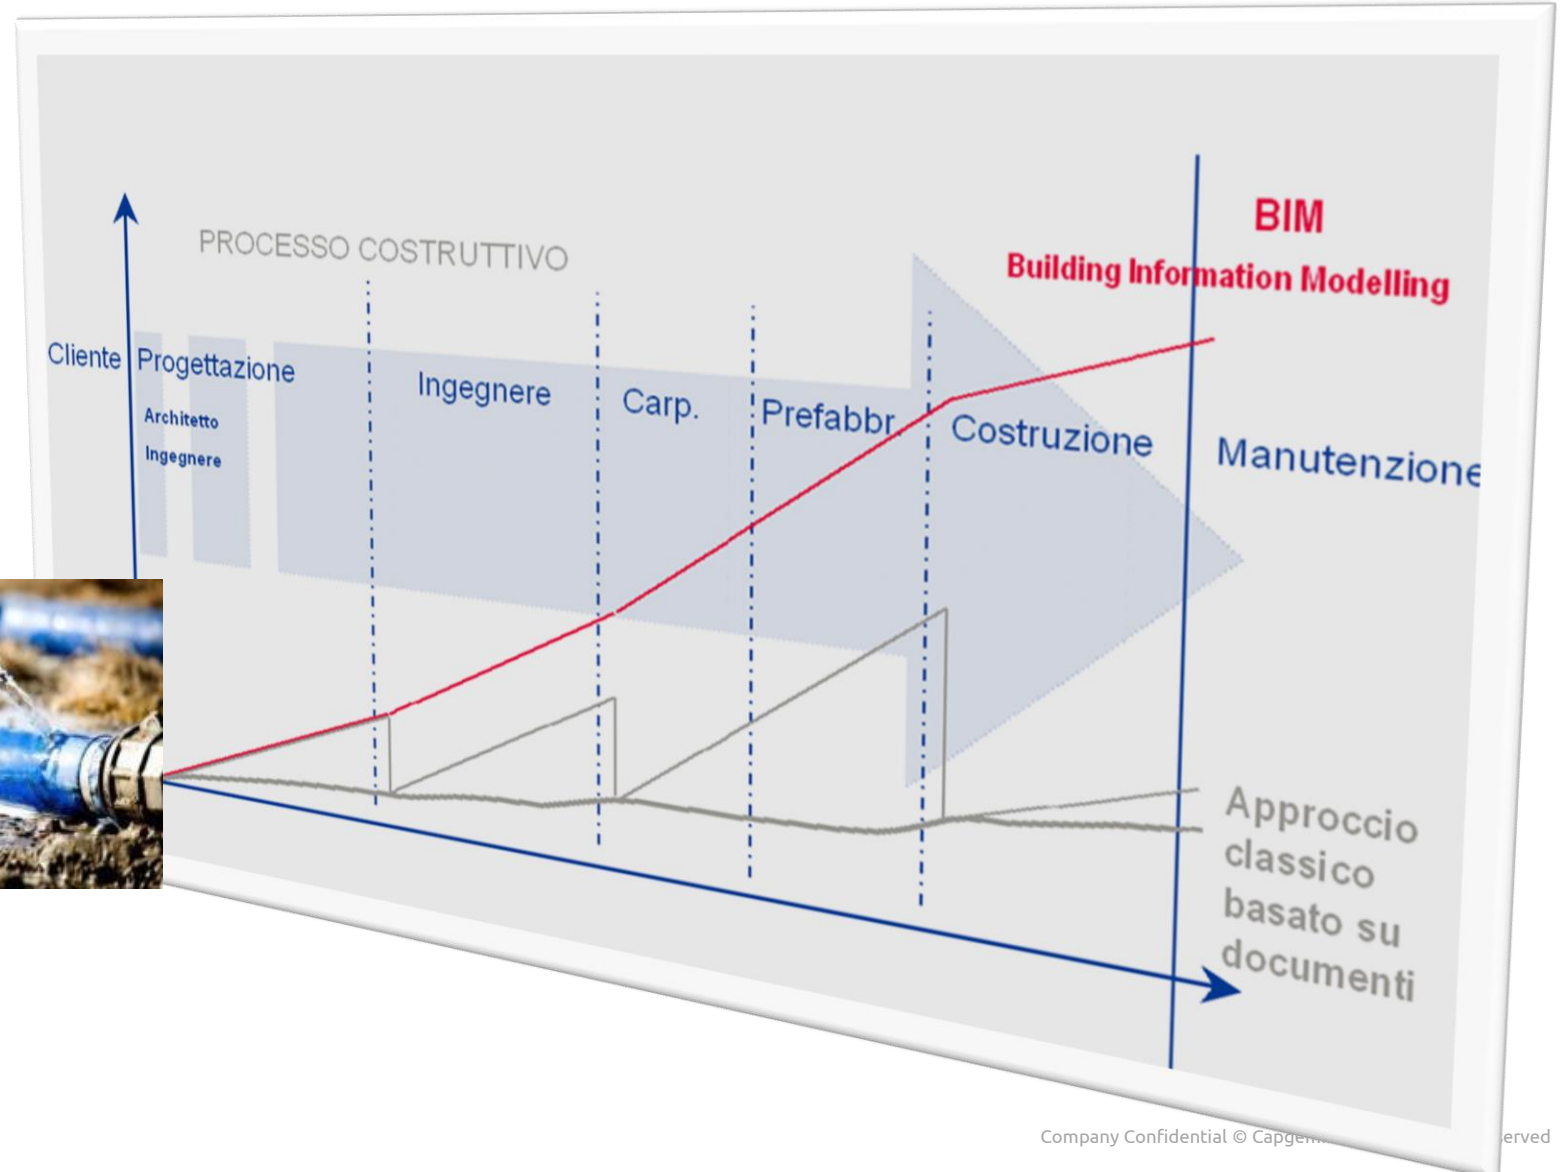 BIM
Building Information Modelling
PROCESSO COSTRUTTIVO
Cliente
Progettazione
Architetto
Ingegnere
Ingegnere
Carp.
Prefabbr.
Costruzione
Manutenzione
Approccio
classico
basato su
documenti
Company Confidential ©